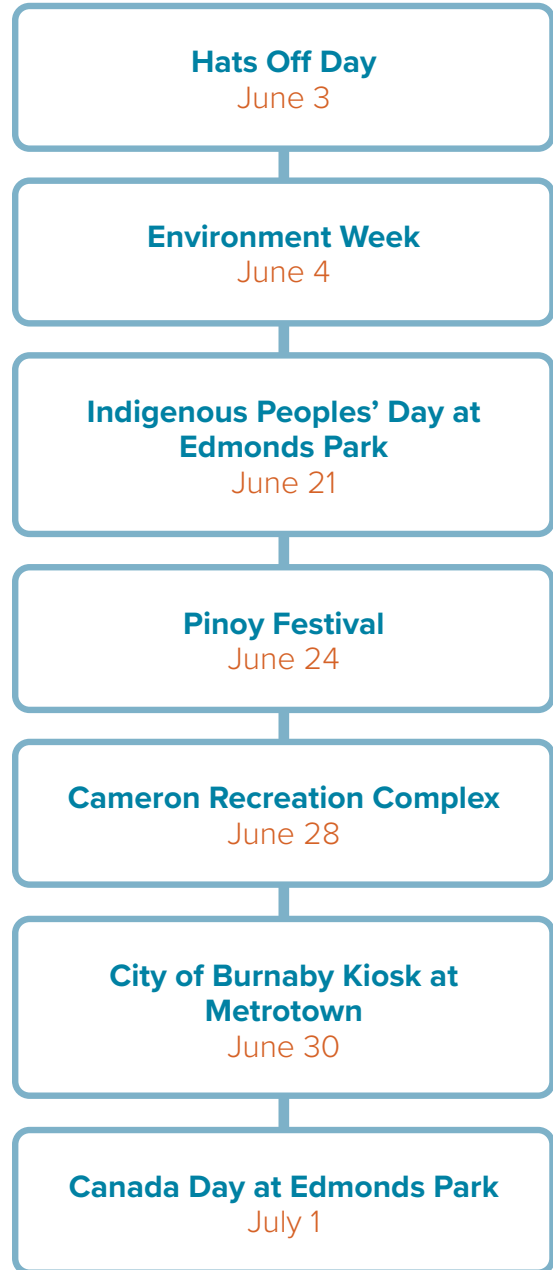 Hats Off Day
June 3
Environment Week
June 4
Indigenous Peoples’ Day at
Edmonds Park
June 21
Pinoy Festival
June 24
Cameron Recreation Complex
June 28
City of Burnaby Kiosk at
Metrotown
June 30
Canada Day at Edmonds Park
July 1